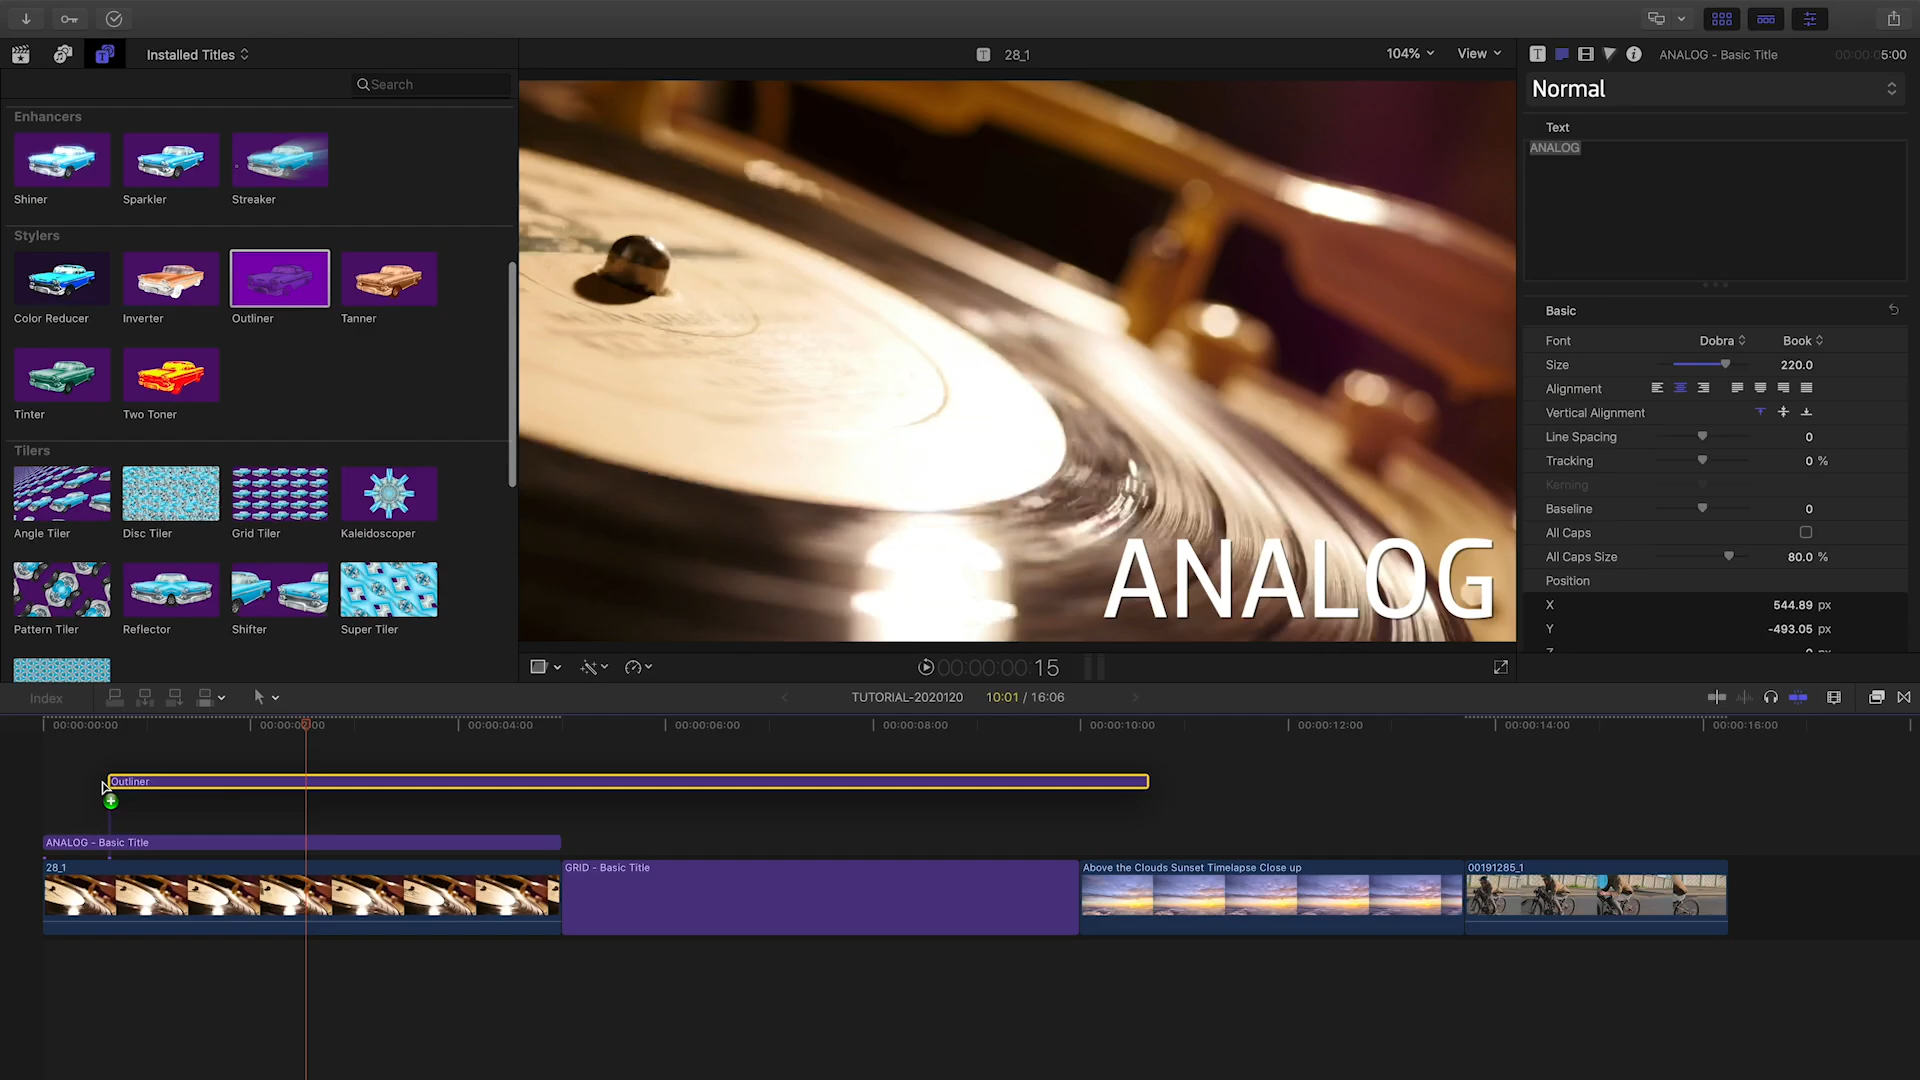 Installed Titles
28_1
104%
View
ANALOG - Basic Title
00:00:05:00
Search
Normal
Enhancers
Shiner
Sparkler
Streaker
Stylers
Color Reducer
Inverter
Outliner
Tanner
Tinter
Two Toner
Tilers
Angle Tiler
Disc Tiler
Grid Tiler
Kaleidoscoper
Pattern Tiler
Reflector
Shifter
Super Tiler
ANALOG
Text
ANALOG
Basic
Font
Dobra
Book
Size
220.0
Alignment
Vertical Alignment
Line Spacing
0
Tracking
0 %
Kerning
Baseline
0
All Caps
All Caps Size
80.0 %
Position
X
544.89 px
Y
-493.05 px
00:00:00:15
Index
TUTORIAL-2020120
10:01 / 16:06
00:00:00:00
00:00:02:00
00:00:04:00
00:00:06:00
00:00:08:00
00:00:10:00
00:00:12:00
00:00:14:00
00:00:16:00
Outliner
ANALOG - Basic Title
28_1
GRID - Basic Title
Above the Clouds Sunset Timelapse Close up
00191285_1